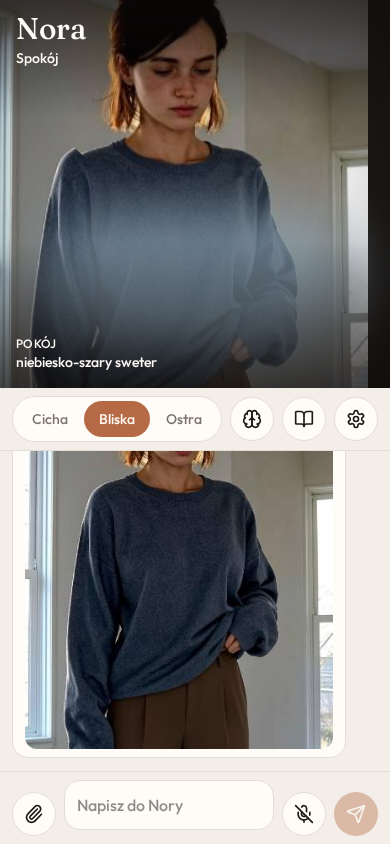 Nora
Spokój
POKÓJ
niebiesko-szary sweter
Cicha
Bliska
Ostra
Napisz do Nory